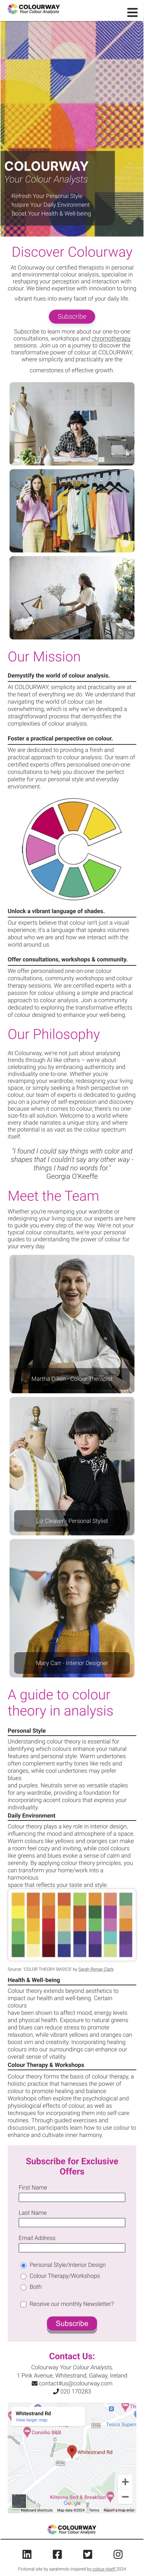 COLOURWAY
Your Colour Analysts
COLOURWAY
Your Colour Analysts
Refresh Your Personal Style
Inspire Your Daily Environment
Boost Your Health & Well-being
Discover Colourway
At Colourway our certified therapists in personal
and environmental colour analysis, specialise in
reshaping your perception and interaction with
colour. We blend expertise with innovation to bring
vibrant hues into every facet of your daily life.
Subscribe
Subscribe to learn more about our one-to-one
consultations, workshops and chromotherapy
sessions. Join us on a journey to discover the
transformative power of colour at COLOURWAY,
where simplicity and practicality are the
cornerstones of effective growth.
Our Mission
Demystify the world of colour analysis.
At COLOURWAY, simplicity and practicality are at
the heart of everything we do. We understand that
navigating the world of colour can be
overwhelming, which is why we've developed a
straightforward process that demystifies the
complexities of colour analysis.
Foster a practical perspective on colour.
We are dedicated to providing a fresh and
practical approach to colour analysis. Our team of
certified professionals offer personalised one-on-
one consultations to help you discover the perfect
palette for your personal style and everyday
environment.
Unlock a vibrant language of shades.
Our experts believe that colour isn't just a visual
experience; it's a language that speaks volumes
about who we are and how we interact with the
world around us.
Offer consultations, workshops & community.
We offer personalised one-on-one colour
consultations, colour theory workshops and colour
therapy sessions. We are certified experts with a
passion for colour utilising a simple and practical
approach to colour analysis. Join a community
dedicated to exploring the transformative effects
of colour designed to enhance your well-being.
Our Philosophy
At Colourway, we're not just about analysing
trends through AI like others – we're about
celebrating you by embracing authenticity and
individuality one on one. Whether you're
revamping your wardrobe, redesigning your living
space, or seeking to improve your health and well-
being, our team of experts are dedicated to taking
you on a journey of self-expression and discovery
because when it comes to colour, there's no one-
size-fits-all solution. Welcome to a world where
every shade narrates a unique story, and where
the potential is as vast as the colour spectrum
itself.
"I found I could say things with color and
shapes that I couldn't say any other way -
things I had no words for."
Georgia O'Keeffe
Meet the Team
Whether you're revamping your wardrobe or
redesigning your living space, our experts are here
to guide you every step of the way. We're not your
typical colour consultants, we're your personal
guides to understanding the power of colour for
your every day.
Martha Dillon - Colour Therapist
Liz Cleaver - Personal Stylist
Mary Carr - Interior Designer
A guide to colour
theory in analysis
Personal Style
Understanding colour theory is essential for
identifying which colours enhance your natural
features and personal style. Warm undertones
often complement earthy tones like reds and
oranges, while cool undertones may prefer
blues
and purples. Neutrals serve as versatile staples
for any wardrobe, providing a foundation for
incorporating accent colours that express your
individuality.
Daily Environment
Colour theory plays a key role in interior design,
influencing the mood and atmosphere of a space.
Warm colours like yellows and oranges can make
a room feel cozy and inviting, while cool colours
like greens and blues evoke a sense of calm and
serenity. By applying colour theory principles, you
can transform your home/work into a
harmonious
space that reflects your taste and style.
Source: 'COLOR THEORY BASICS' by Sarah Renae Clark
Health & Well-being
Colour theory extends beyond aesthetics to
impact our health and well-being. Certain
colours
have been shown to affect mood, energy levels
and physical health. Exposure to natural greens
and blues can reduce stress and promote
relaxation, while vibrant yellows and oranges can
boost vim and creativity. Incorporating healing
colours into our surroundings can enhance our
overall sense of vitality.
Colour Therapy & Workshops
Colour theory forms the basis of colour therapy, a
holistic practice that harnesses the power of
colour to promote healing and balance.
Workshops often explore the psychological and
physiological effects of colour, as well as
techniques for incorporating them into self-care
routines. Through guided exercises and
discussion, participants learn how to use colour to
enhance and cultivate inner harmony.
Subscribe for Exclusive
Offers
First Name
Last Name
Email Address
Personal Style/Interior Design
Colour Therapy/Workshops
Both
Receive our monthly Newsletter?
Subscribe
Contact Us:
Colourway Your Colour Analysts,
1 Pink Avenue, Whitestrand, Galway, Ireland
contact#us@colourway.com
020 170283
Whitestrand Rd
View larger map
Consilio B&B
Tesco Supers
Whitestrand Rd
Kiltevna Bed & Breakfast
Google
Keyboard shortcuts
Map data ©2024
Terms
Report a map error
COLOURWAY
Your Colour Analysts
Fictional site by sarahmcto inspired by colour itself 2024